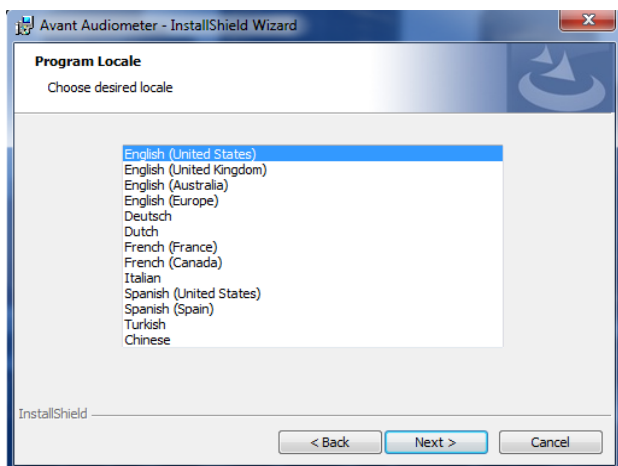 Avant Audiometer - InstallShield Wizard
Program Locale
Choose desired locale
English (United States)
English (United Kingdom)
English (Australia)
English (Europe)
Deutsch
Dutch
French (France)
French (Canada)
Italian
Spanish (United States)
Spanish (Spain)
Turkish
Chinese
InstallShield
< Back Next > Cancel